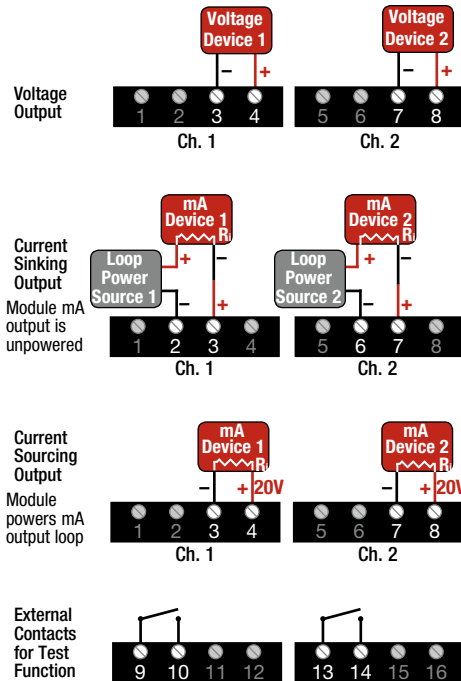 Voltage
Device 1
Voltage
Device 2
– +
– +
Voltage
Output
1 2 3 4
5 6 7 8
Ch. 1
Ch. 2
mA
Device 1
Ri
mA
Device 2
Ri
Current
Sinking
Output
Module mA
output is
unpowered
Loop
Power
Source 1
+ –
– +
Loop
Power
Source 2
+ –
– +
1 2 3 4
5 6 7 8
Ch. 1
Ch. 2
Current
Sourcing
Output
Module
powers mA
output loop
mA
Device 1
Ri
mA
Device 2
Ri
– + 20V
– + 20V
1 2 3 4
5 6 7 8
Ch. 1
Ch. 2
External
Contacts
for Test
Function
9 10 11 12
13 14 15 16